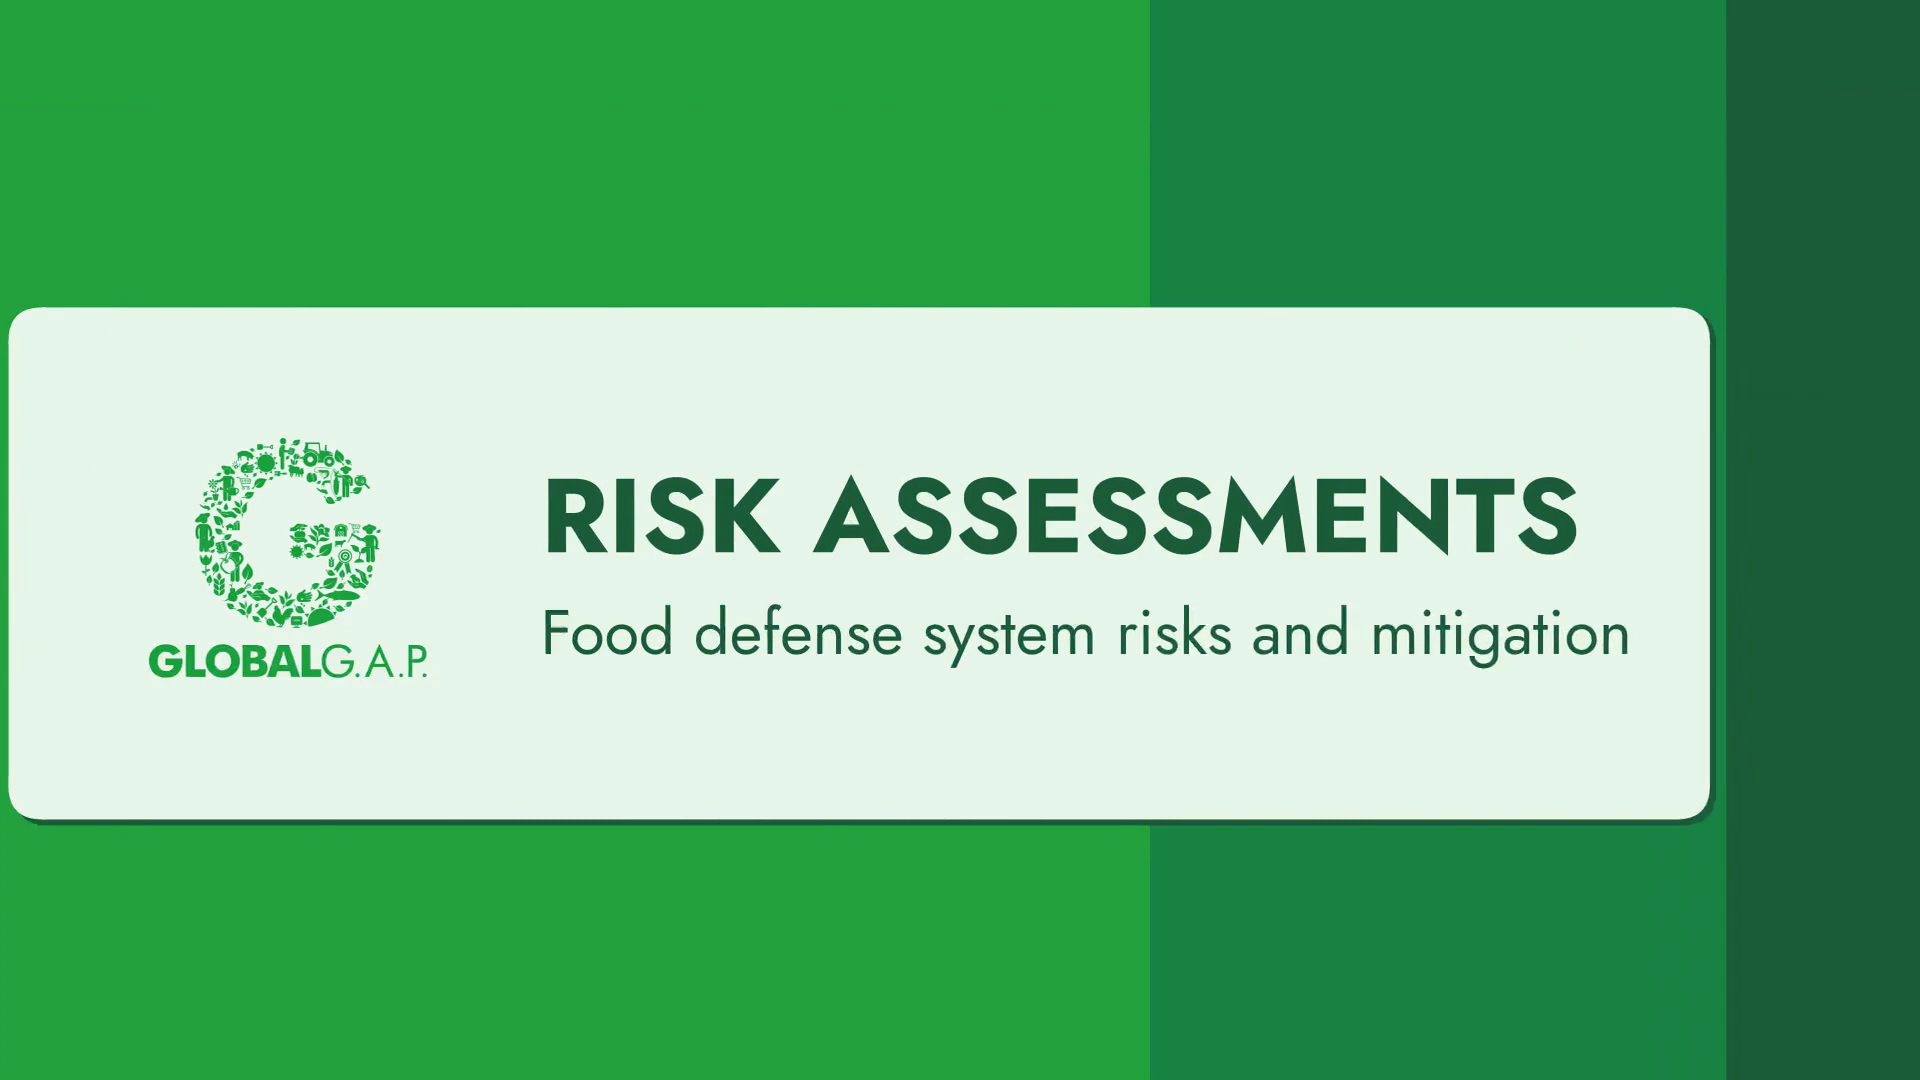 RISK ASSESSMENTS
Food defense system risks and mitigation
GLOBALG.A.P.